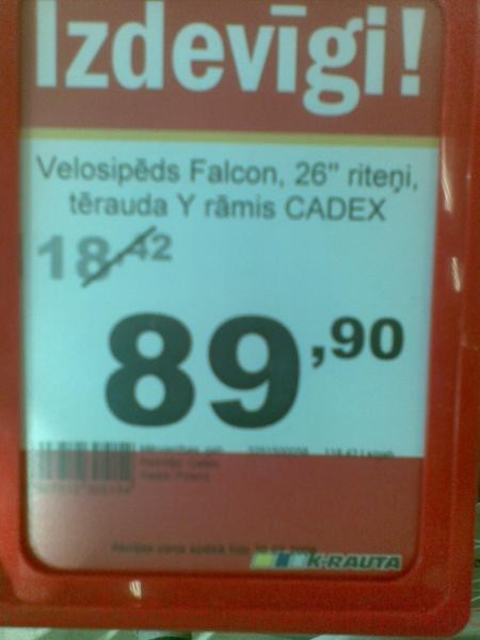 Izdevīgi!
Velosipēds Falcon, 26" riteņi,
tērauda Y rāmis CADEX
18,42
89,90
K-RAUTA